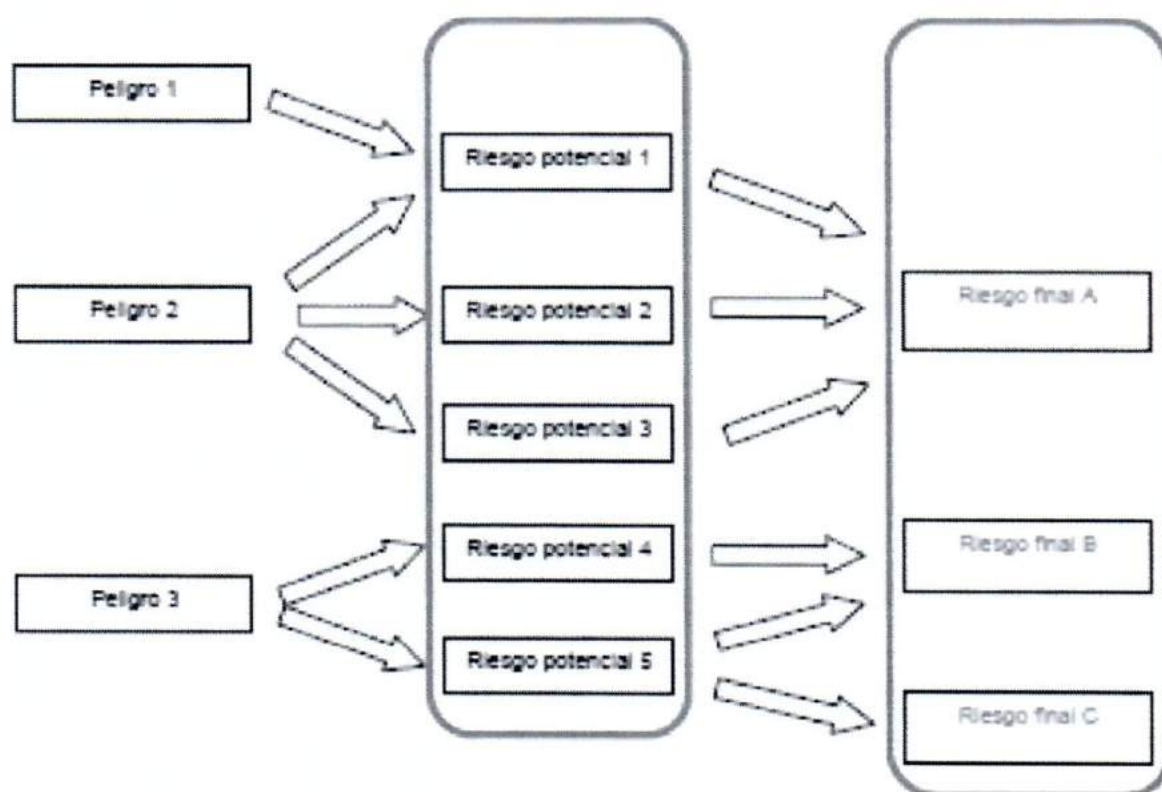 Peligro 1
Peligro 2
Peligro 3
Riesgo potencial 1
Riesgo potencial 2
Riesgo potencial 3
Riesgo potencial 4
Riesgo potencial 5
Riesgo final A
Riesgo final B
Riesgo final C